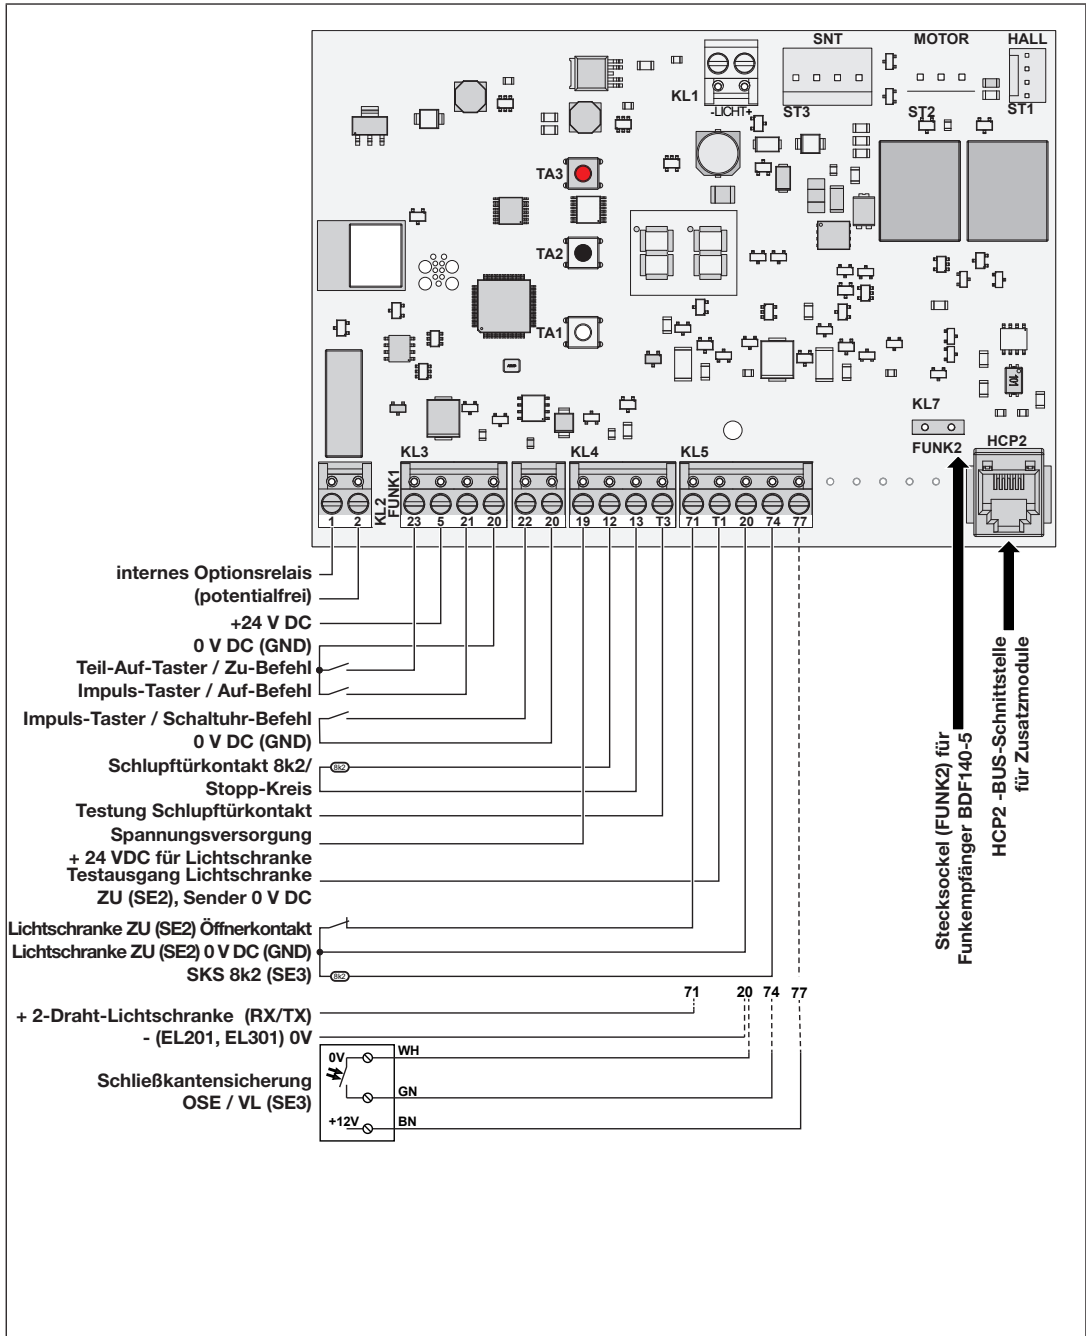 SNT
MOTOR
HALL
KL1
-LICHT+
ST3
ST2
ST1
TA3
TA2
TA1
101
KL7
FUNK2
HCP2
KL2
FUNK1
KL3
KL4
KL5
1 2 23 5 21 20 22 20 19 12 13 T3 71 T1 20 74 77
internes Optionsrelais
(potentialfrei)
+24 V DC
0 V DC (GND)
Teil-Auf-Taster / Zu-Befehl
Impuls-Taster / Auf-Befehl
Impuls-Taster / Schaltuhr-Befehl
0 V DC (GND)
Schlupftürkontakt 8k2/
8k2
Stopp-Kreis
Testung Schlupftürkontakt
Spannungsversorgung
+ 24 VDC für Lichtschranke
Testausgang Lichtschranke
ZU (SE2), Sender 0 V DC
Lichtschranke ZU (SE2) Öffnerkontakt
Lichtschranke ZU (SE2) 0 V DC (GND)
SKS 8k2 (SE3)
8k2
71 20 74 77
+ 2-Draht-Lichtschranke (RX/TX)
- (EL201, EL301) 0V
Schließkantensicherung
OSE / VL (SE3)
0V
WH
GN
+12V
BN
Stecksockel (FUNK2) für
Funkempfänger BDF140-5
HCP2 -BUS-Schnittstelle
für Zusatzmodule